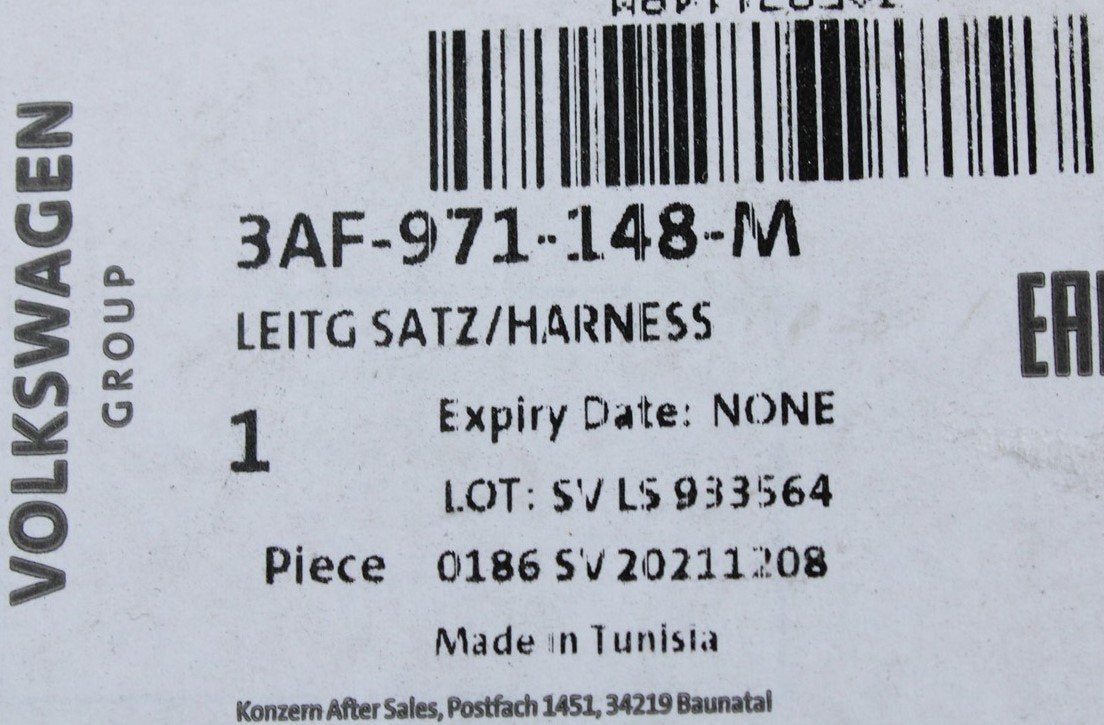 VOLKSWAGEN
GROUP
3AF-971-148-M
LEITG SATZ/HARNESS
1
Expiry Date: NONE
LOT: SV LS 933564
Piece 0186 SV 20211208
Made in Tunisia
Konzern After Sales, Postfach 1451, 34219 Baunatal